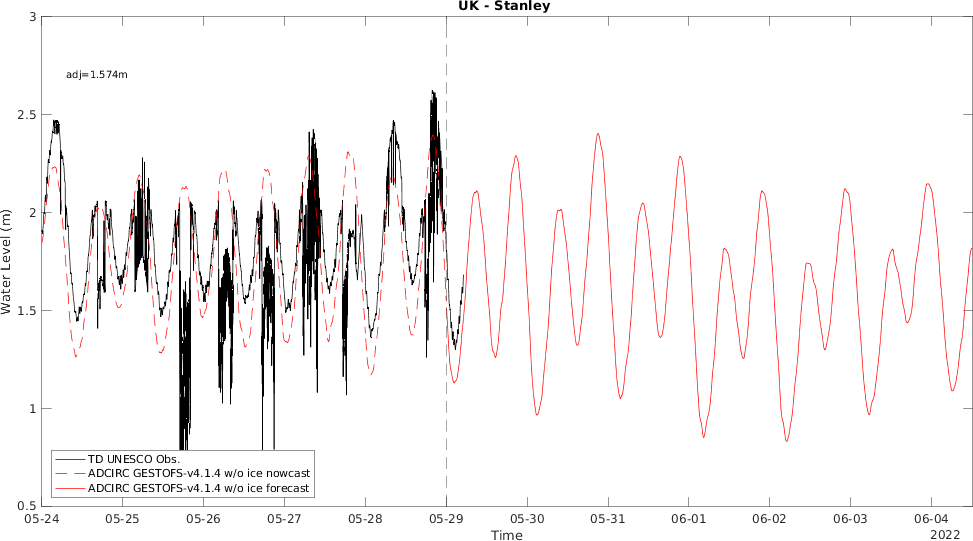 UK - Stanley
3
2.5
2
1.5
1
0.5
Water Level (m)
adj=1.574m
TD UNESCO Obs.
ADCIRC GESTOFS-v4.1.4 w/o ice nowcast
ADCIRC GESTOFS-v4.1.4 w/o ice forecast
05-24 05-25 05-26 05-27 05-28 05-29 05-30 05-31 06-01 06-02 06-03 06-04
2022
Time